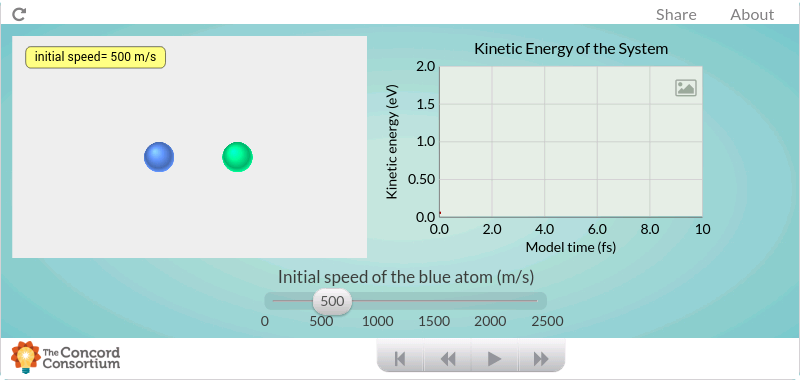 Share About
initial speed= 500 m/s
Kinetic Energy of the System
2.0
1.5
1.0
0.50
0.0
Kinetic energy (eV)
0.0 2.0 4.0 6.0 8.0 10
Model time (fs)
Initial speed of the blue atom (m/s)
500
0 500 1000 1500 2000 2500
The Concord
Consortium